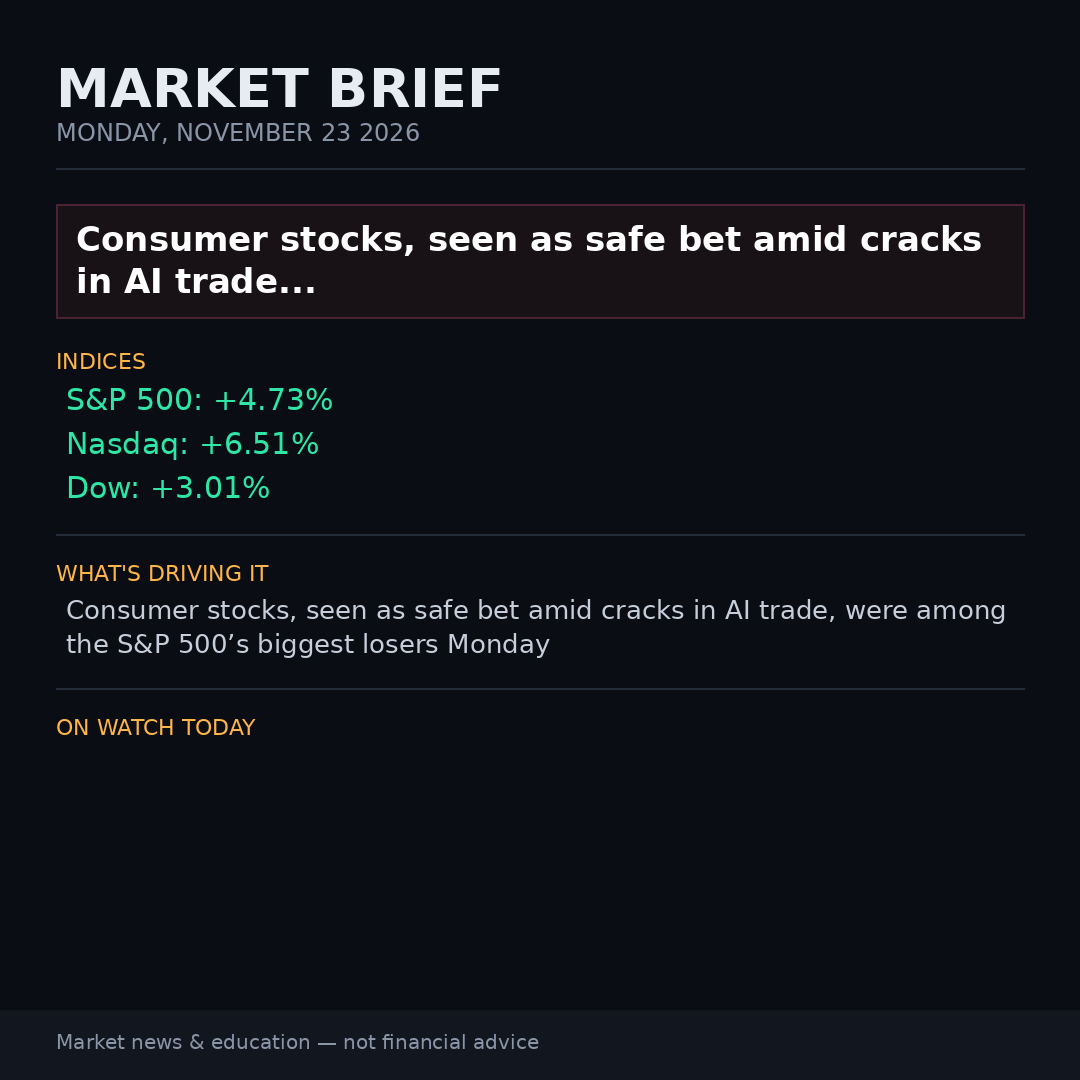 MARKET BRIEF
MONDAY, NOVEMBER 23 2026
Consumer stocks, seen as safe bet amid cracks
in AI trade...
INDICES
S&P 500: +4.73%
Nasdaq: +6.51%
Dow: +3.01%
WHAT'S DRIVING IT
Consumer stocks, seen as safe bet amid cracks in AI trade, were among
the S&P 500’s biggest losers Monday
ON WATCH TODAY
Market news & education — not financial advice